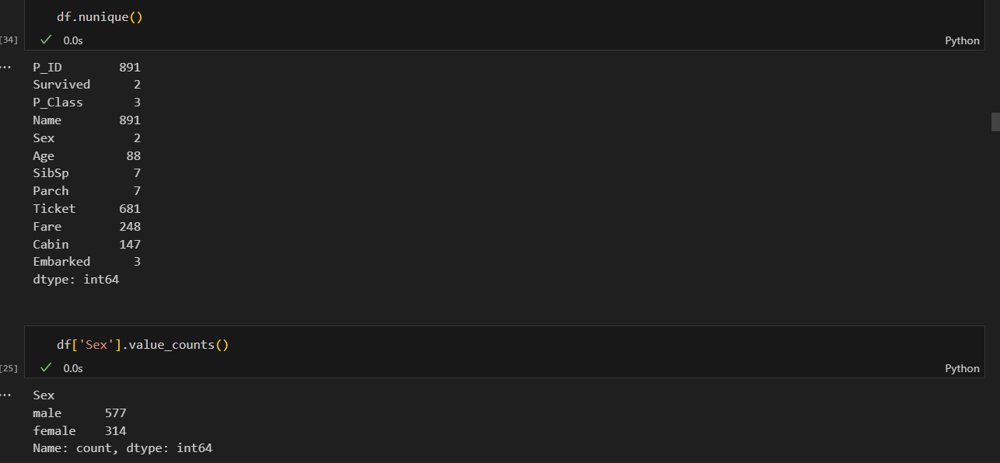 df.nunique()
[34]
0.0s
Python
P_ID 891
Survived 2
P_Class 3
Name 891
Sex 2
Age 88
SibSp 7
Parch 7
Ticket 681
Fare 248
Cabin 147
Embarked 3
dtype: int64
df['Sex'].value_counts()
[25]
0.0s
Python
Sex
male 577
female 314
Name: count, dtype: int64